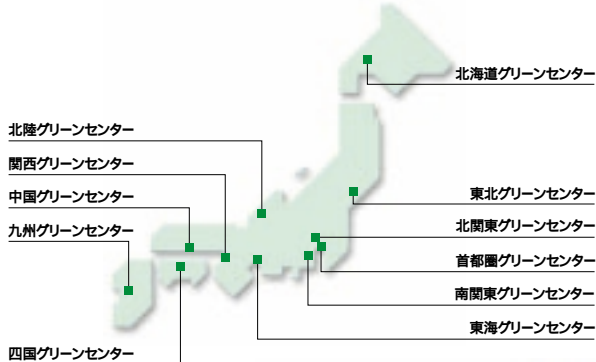 北海道グリーンセンター
北陸グリーンセンター
関西グリーンセンター
中国グリーンセンター
九州グリーンセンター
四国グリーンセンター
東北グリーンセンター
北関東グリーンセンター
首都圏グリーンセンター
南関東グリーンセンター
東海グリーンセンター